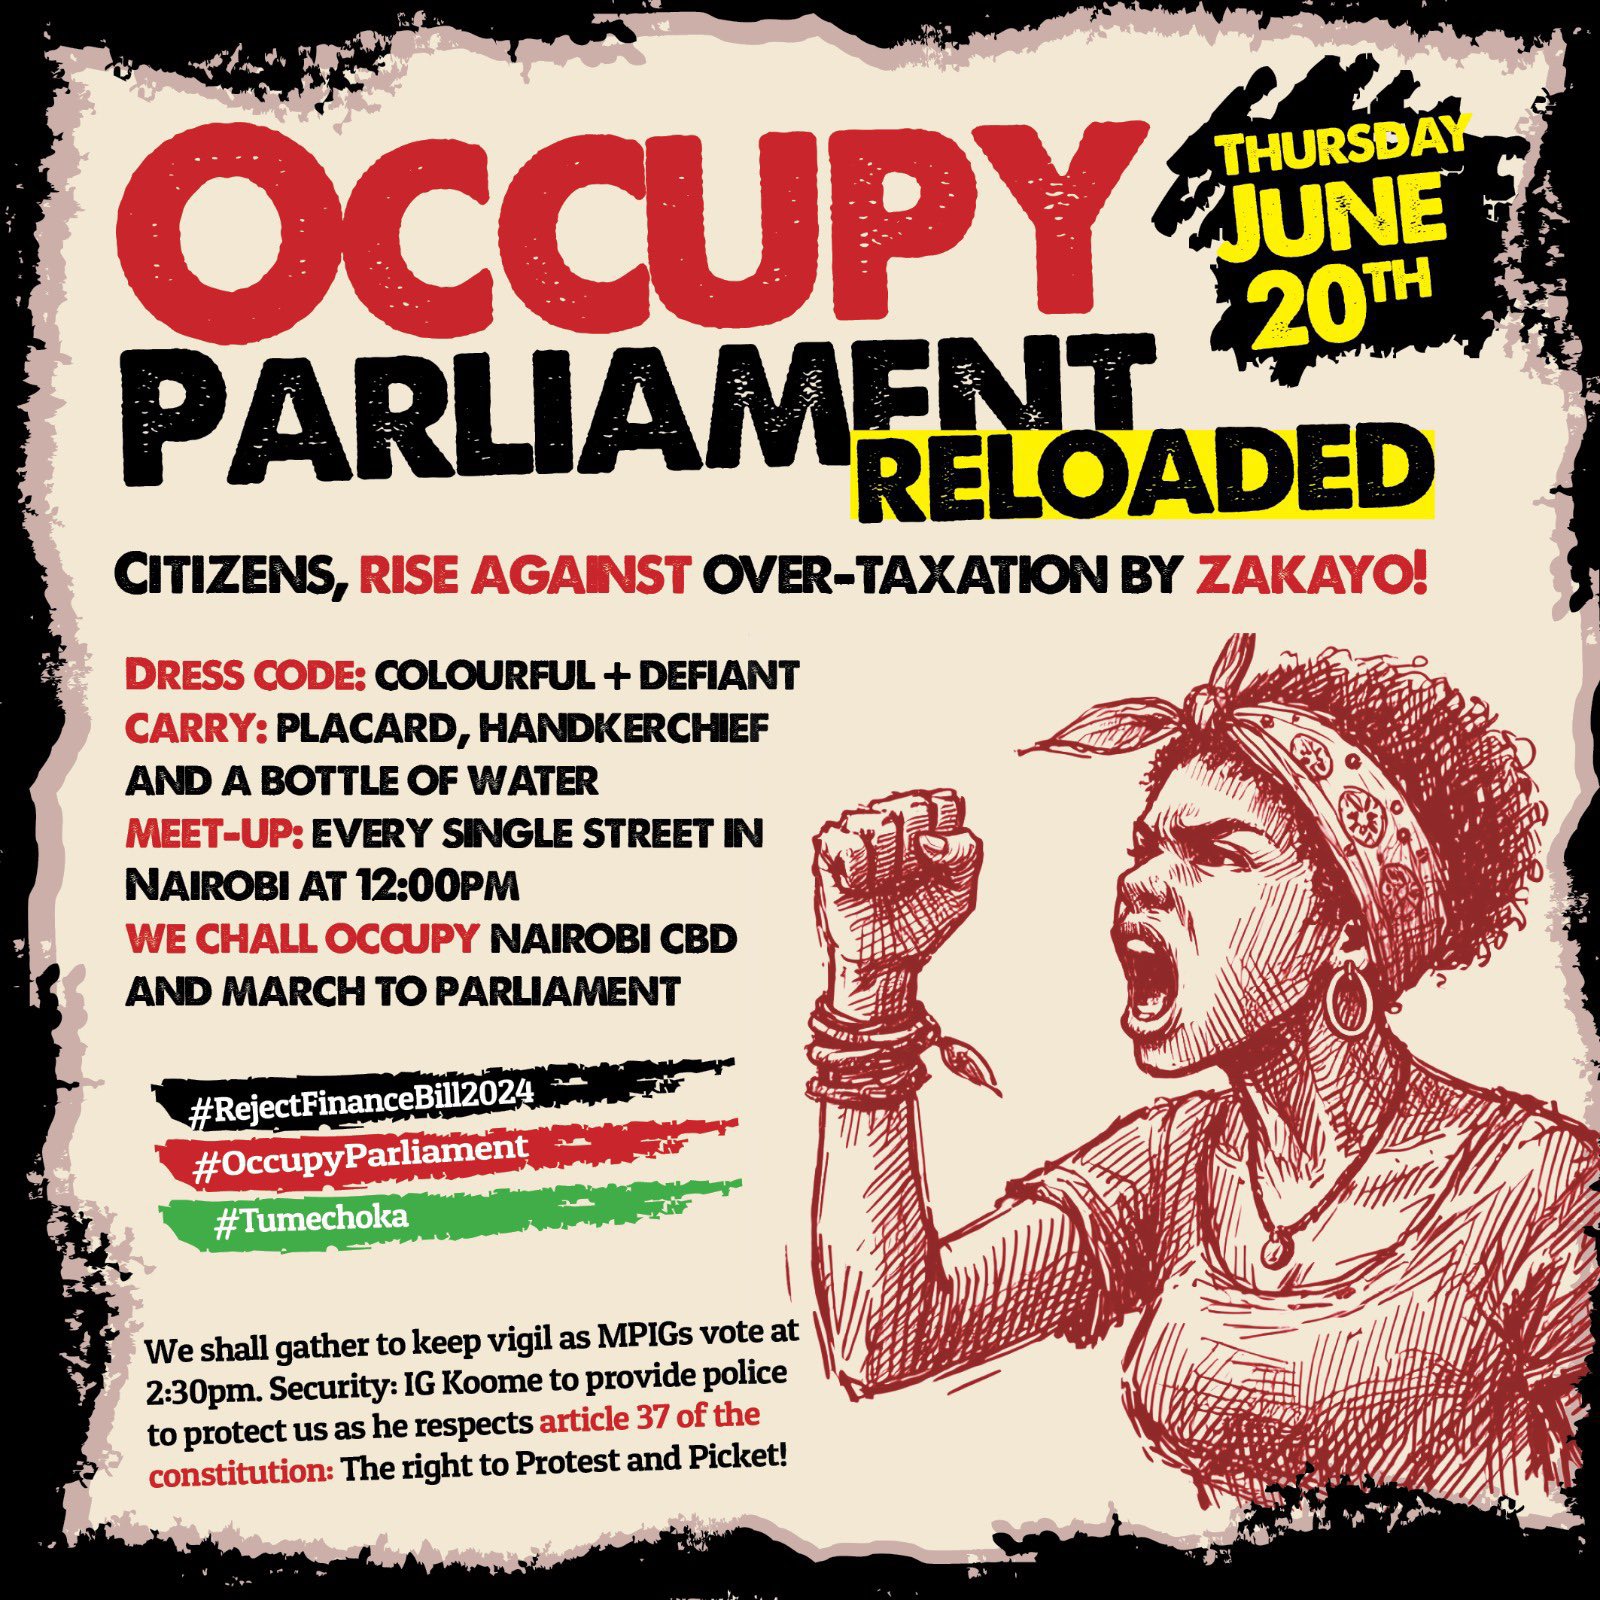 OCCUPY
THURSDAY
JUNE
20TH
PARLIAMENT
RELOADED
CITIZENS, RISE AGAINST OVER-TAXATION BY ZAKAYO!
DRESS CODE: COLOURFUL + DEFIANT
CARRY: PLACARD, HANDKERCHIEF
AND A BOTTLE OF WATER
MEET-UP: EVERY SINGLE STREET IN
NAIROBI AT 12:00PM
WE CHALL OCCUPY NAIROBI CBD
AND MARCH TO PARLIAMENT
#RejectFinanceBill2024
#OccupyParliament
#Tumechoka
We shall gather to keep vigil as MPIGs vote at
2:30pm. Security: IG Koome to provide police
to protect us as he respects article 37 of the
constitution: The right to Protest and Picket!